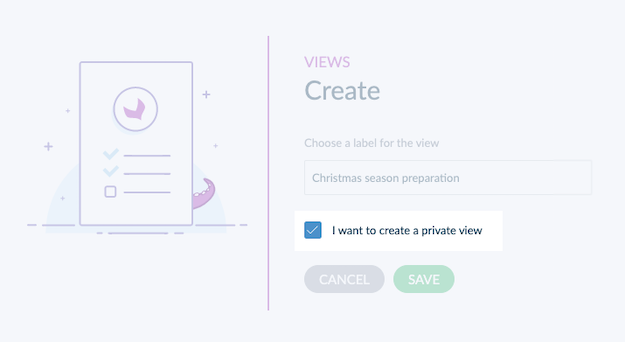 VIEWS
Create
Choose a label for the view
Christmas season preparation
I want to create a private view
CANCEL
SAVE